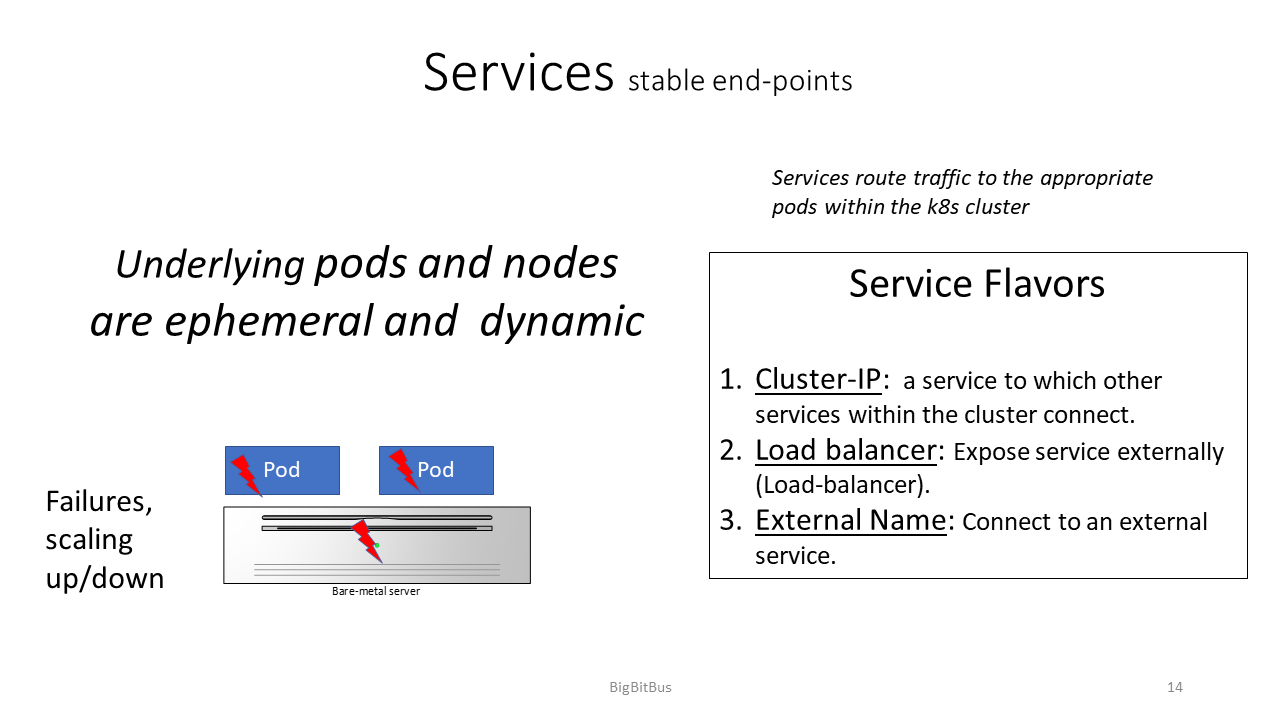 Services stable end-points
Services route traffic to the appropriate
pods within the k8s cluster
Underlying pods and nodes
are ephemeral and  dynamic
Service Flavors
1. Cluster-IP:  a service to which other
services within the cluster connect.
2. Load balancer: Expose service externally
(Load-balancer).
3. External Name: Connect to an external
service.
Pod
Pod
Failures,
scaling
up/down
Bare-metal server
BigBitBus
14